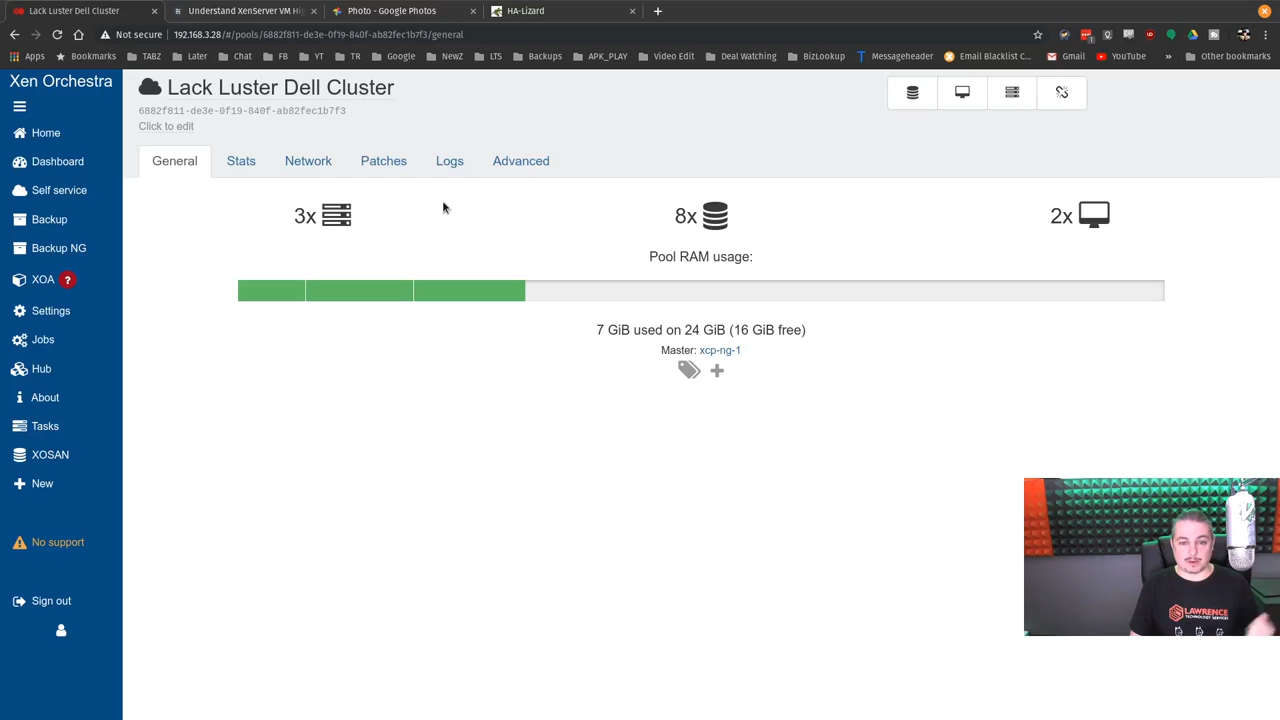 Lack Luster Dell Cluster
Understand XenServer VM Hi
Photo - Google Photos
HA-Lizard
Not secure
192.168.3.28/#/pools/6882f811-de3e-0f19-840f-ab82fec1b7f3/general
Apps
Later
Bookmarks
TABZ
Lack
Chat
FB
YT
TR
Google
NewZ
LTS
Backups
APK_PLAY
Video Edit
Deal Watching
BizLookup
Messageheader
Email Blacklist C...
Gmail
YouTube
»
Other bookmarks
Xen Orchestra
Home
Dashboard
Self service
Backup
Backup NG
XOA ?
Settings
Jobs
Hub
About
Tasks
XOSAN
New
No support
Sign out
Lack Luster Dell Cluster
6882f811-de3e-0f19-840f-ab82fec1b7f3
Click to edit
General
Stats
Network
Patches
Logs
Advanced
3x
8x
2x
Pool RAM usage:
7 GiB used on 24 GiB (16 GiB free)
Master: xcp-ng-1
LAWRENCE
TECHNOLOGY SERVICES